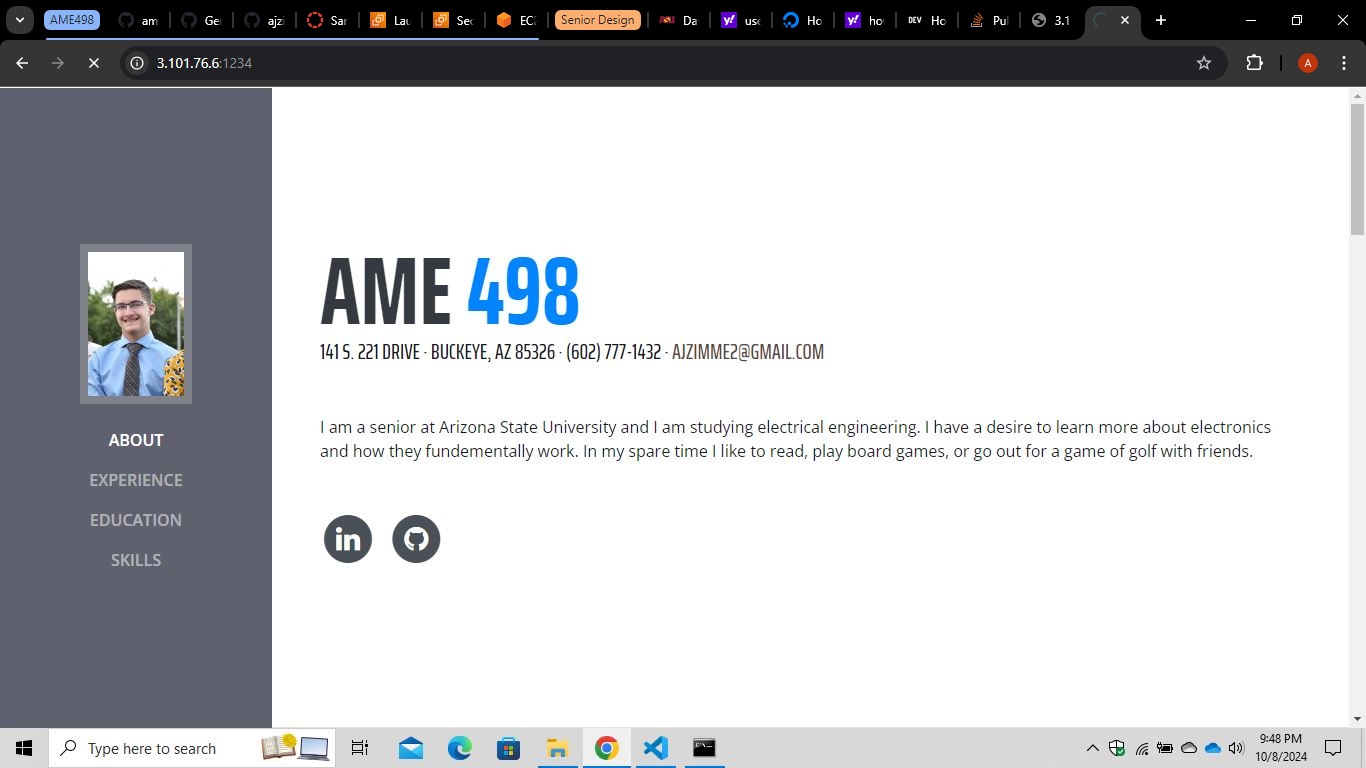 AME498
am
Ge
ajz
Sar
Lau
Sec
EC2
Senior Design
Da
use
Ho
ho
DEV
Ho
Pu
3.1
3.101.76.6:1234
A
AME 498
141 S. 221 DRIVE · BUCKEYE, AZ 85326 · (602) 777-1432 · AJZIMME2@GMAIL.COM
I am a senior at Arizona State University and I am studying electrical engineering. I have a desire to learn more about electronics
and how they fundementally work. In my spare time I like to read, play board games, or go out for a game of golf with friends.
in
ABOUT
EXPERIENCE
EDUCATION
SKILLS
Type here to search
9:48 PM
10/8/2024